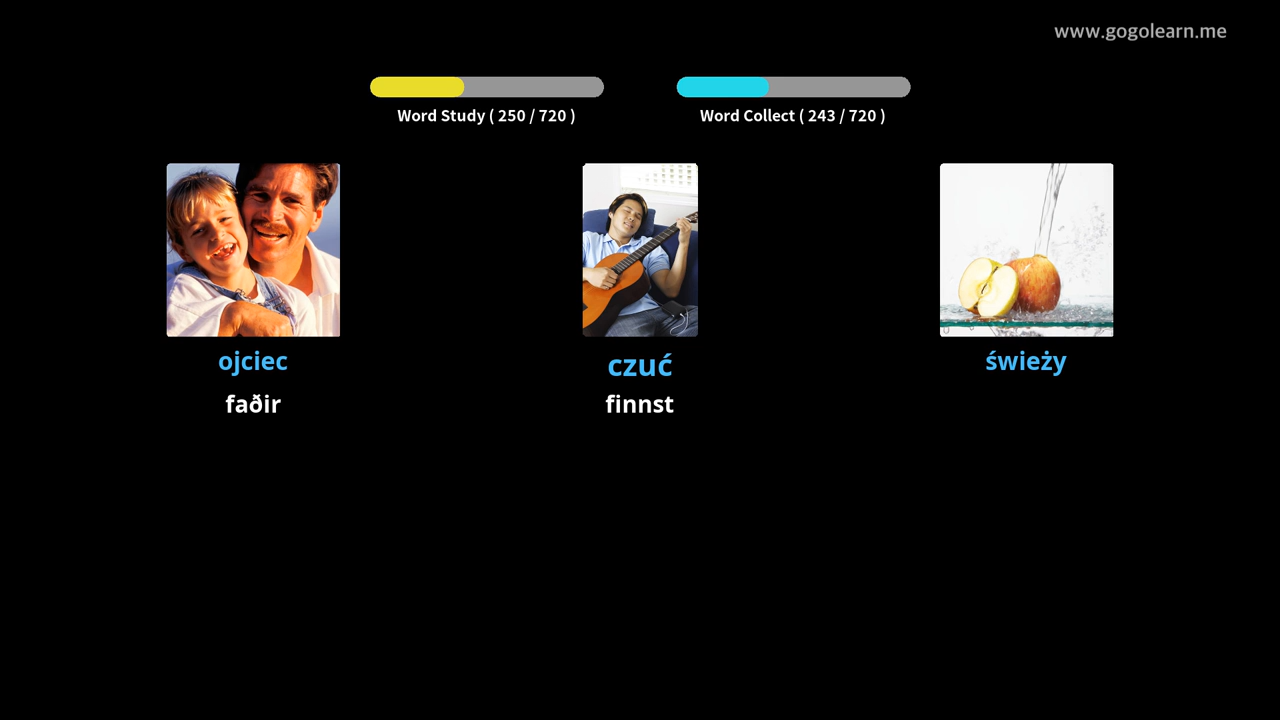 www.gogolearn.me
Word Study ( 250 / 720 )
Word Collect ( 243 / 720 )
ojciec
czuć
świeży
faðir
finnst